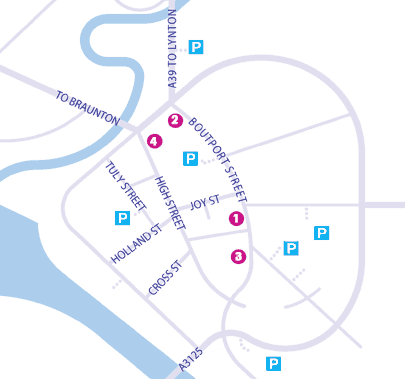 A39 TO LYNTON
P
TO BRAUNTON
2
BOUTPORT STREET
4
P
TULY STREET
HIGH STREET
JOY ST
P
1
P
HOLLAND ST
P
3
CROSS ST
A3125
P